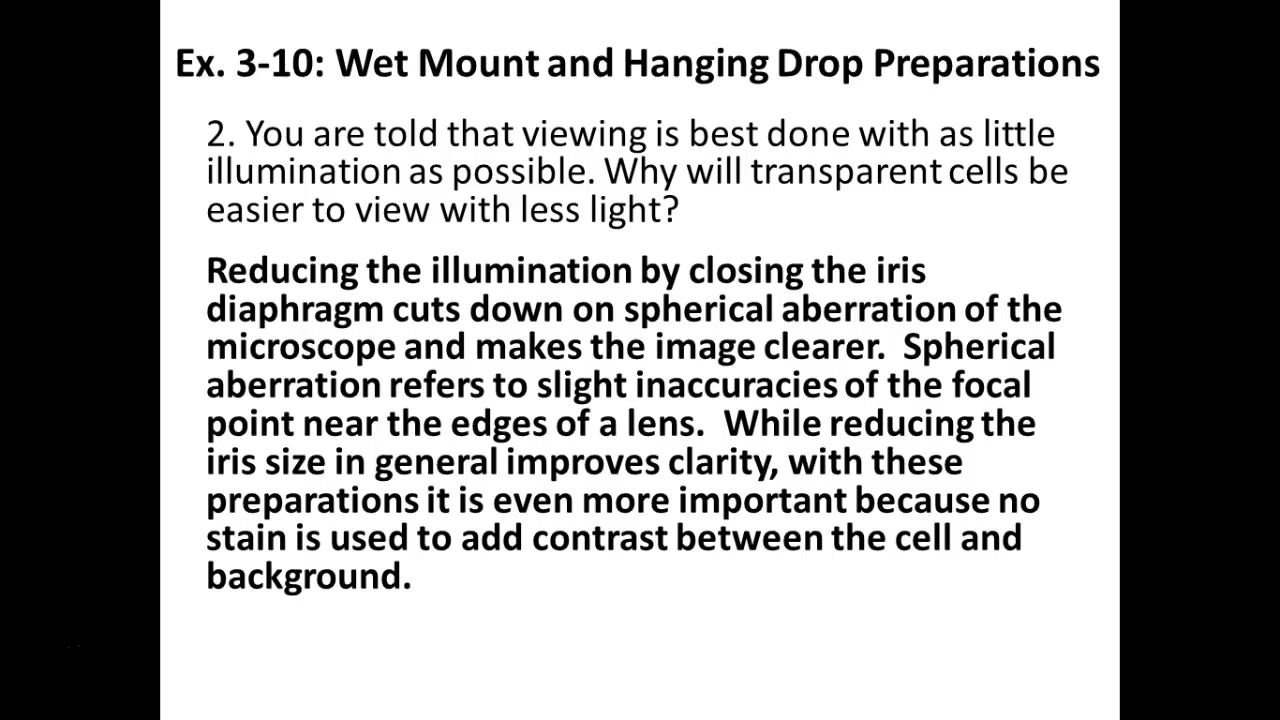 Ex. 3-10: Wet Mount and Hanging Drop Preparations
2. You are told that viewing is best done with as little
illumination as possible. Why will transparent cells be
easier to view with less light?
Reducing the illumination by closing the iris
diaphragm cuts down on spherical aberration of the
microscope and makes the image clearer.  Spherical
aberration refers to slight inaccuracies of the focal
point near the edges of a lens.  While reducing the
iris size in general improves clarity, with these
preparations it is even more important because no
stain is used to add contrast between the cell and
background.